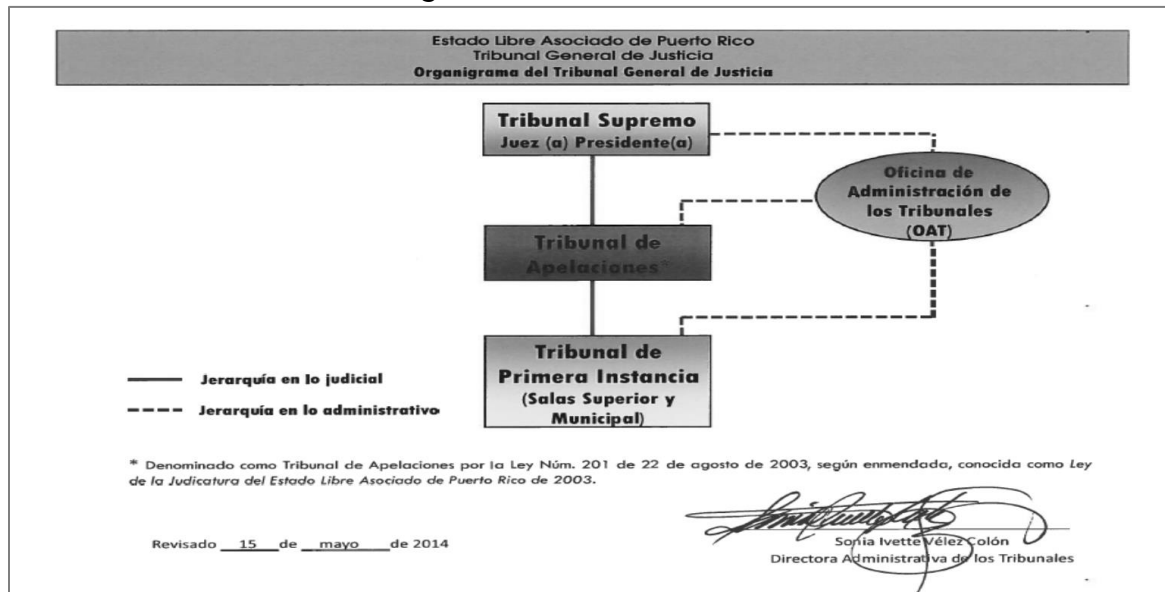 Estado Libre Asociado de Puerto Rico
Tribunal General de Justicia
Organigrama del Tribunal General de Justicia
Tribunal Supremo
Juez (a) Presidente(a)
Oficina de
Administración de
los Tribunales
(OAT)
Tribunal de
Apelaciones*
Tribunal de
Primera Instancia
(Salas Superior y
Municipal)
Jerarquía en lo judicial
Jerarquía en lo administrativo
* Denominado como Tribunal de Apelaciones por la Ley Núm. 201 de 22 de agosto de 2003, según enmendada, conocida como Ley
de la Judicatura del Estado Libre Asociado de Puerto Rico de 2003.
Revisado 15 de mayo de 2014
Sonia Ivette Vélez Colón
Directora Administrativa de los Tribunales